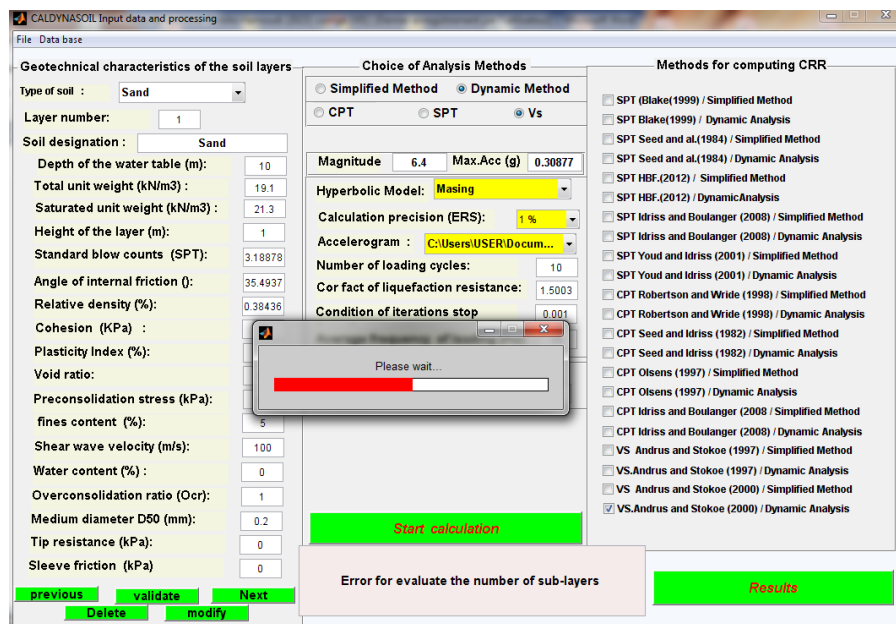 CALDYNASOIL Input data and processing
File Data base
Geotechnical characteristics of the soil layers
Type of soil : Sand
Layer number: 1
Soil designation : Sand
Depth of the water table (m): 10
Total unit weight (kN/m3) : 19.1
Saturated unit weight (kN/m3) : 21.3
Height of the layer (m): 1
Standard blow counts (SPT): 3.18878
Angle of internal friction (): 35.4937
Relative density (%): 0.38436
Cohesion (KPa) :
Plasticity Index (%):
Void ratio:
Preconsolidation stress (kPa):
fines content (%): 5
Shear wave velocity (m/s): 100
Water content (%) : 0
Overconsolidation ratio (Ocr): 1
Medium diameter D50 (mm): 0.2
Tip resistance (kPa): 0
Sleeve friction (kPa) 0
previous validate Next
Delete modify
Choice of Analysis Methods
Simplified Method Dynamic Method
CPT SPT Vs
Magnitude 6.4 Max.Acc (g) 0.30877
Hyperbolic Model: Masing
Calculation precision (ERS): 1 %
Accelerogram : C:\Users\USER\Docum...
Number of loading cycles: 10
Cor fact of liquefaction resistance: 1.5003
Condition of iterations stop 0.001
Please wait...
Start calculation
Error for evaluate the number of sub-layers
Methods for computing CRR
SPT (Blake(1999) / Simplified Method
SPT Blake(1999) / Dynamic Analysis
SPT Seed and al.(1984) / Simplified Method
SPT Seed and al.(1984) / Dynamic Analysis
SPT HBF.(2012) / Simplified Method
SPT HBF.(2012) / DynamicAnalysis
SPT Idriss and Boulanger (2008) / Simplified Method
SPT Idriss and Boulanger (2008) / Dynamic Analysis
SPT Youd and Idriss (2001) / Simplified Method
SPT Youd and Idriss (2001) / Dynamic Analysis
CPT Robertson and Wride (1998) / Simplified Method
CPT Robertson and Wride (1998) / Dynamic Analysis
CPT Seed and Idriss (1982) / Simplified Method
CPT Seed and Idriss (1982) / Dynamic Analysis
CPT Olsens (1997) / Simplified Method
CPT Olsens (1997) / Dynamic Analysis
CPT Idriss and Boulanger (2008 / Simplified Method
CPT Idriss and Boulanger (2008) / Dynamic Analysis
VS Andrus and Stokoe (1997) / Simplified Method
VS.Andrus and Stokoe (1997) / Dynamic Analysis
VS Andrus and Stokoe (2000) / Simplified Method
VS.Andrus and Stokoe (2000) / Dynamic Analysis
Results